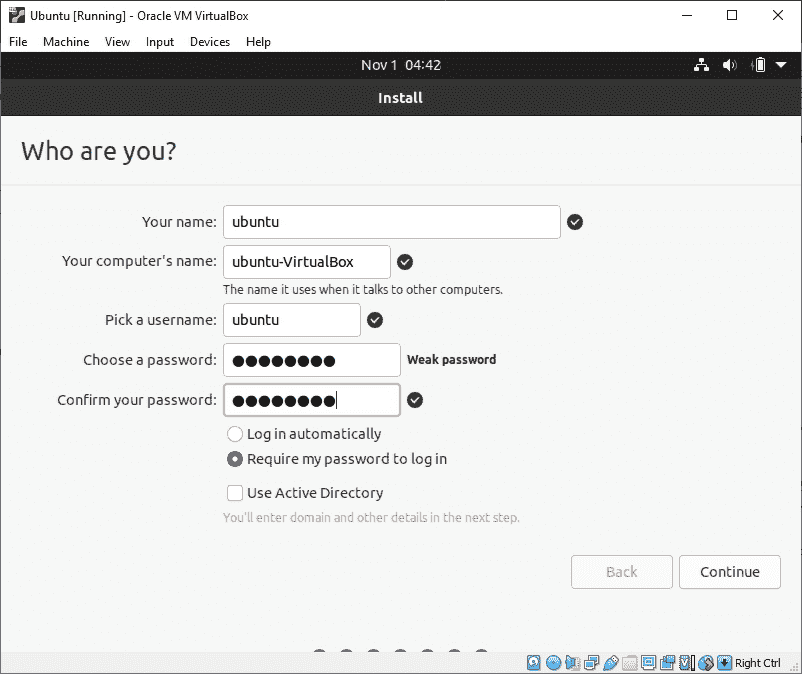 Ubuntu [Running] - Oracle VM VirtualBox
File Machine View Input Devices Help
Nov 1 04:42
Install
Who are you?
Your name: ubuntu
Your computer's name: ubuntu-VirtualBox
The name it uses when it talks to other computers.
Pick a username: ubuntu
Choose a password: ●●●●●●●● Weak password
Confirm your password: ●●●●●●●●
Log in automatically
Require my password to log in
Use Active Directory
You'll enter domain and other details in the next step.
Back Continue
Right Ctrl